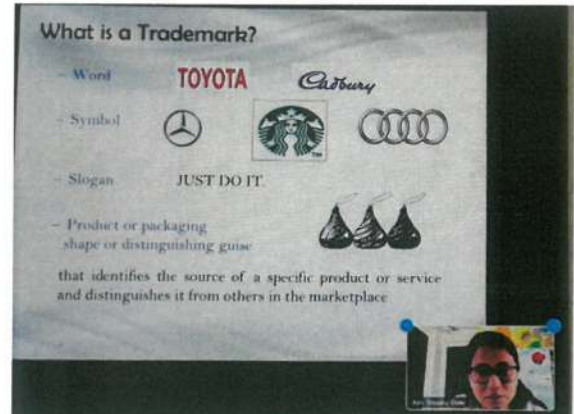 What is a Trademark?
– Word TOYOTA Cadbury
– Symbol TM
– Slogan JUST DO IT.
– Product or packaging
shape or distinguishing guise
that identifies the source of a specific product or service
and distinguishes it from others in the marketplace